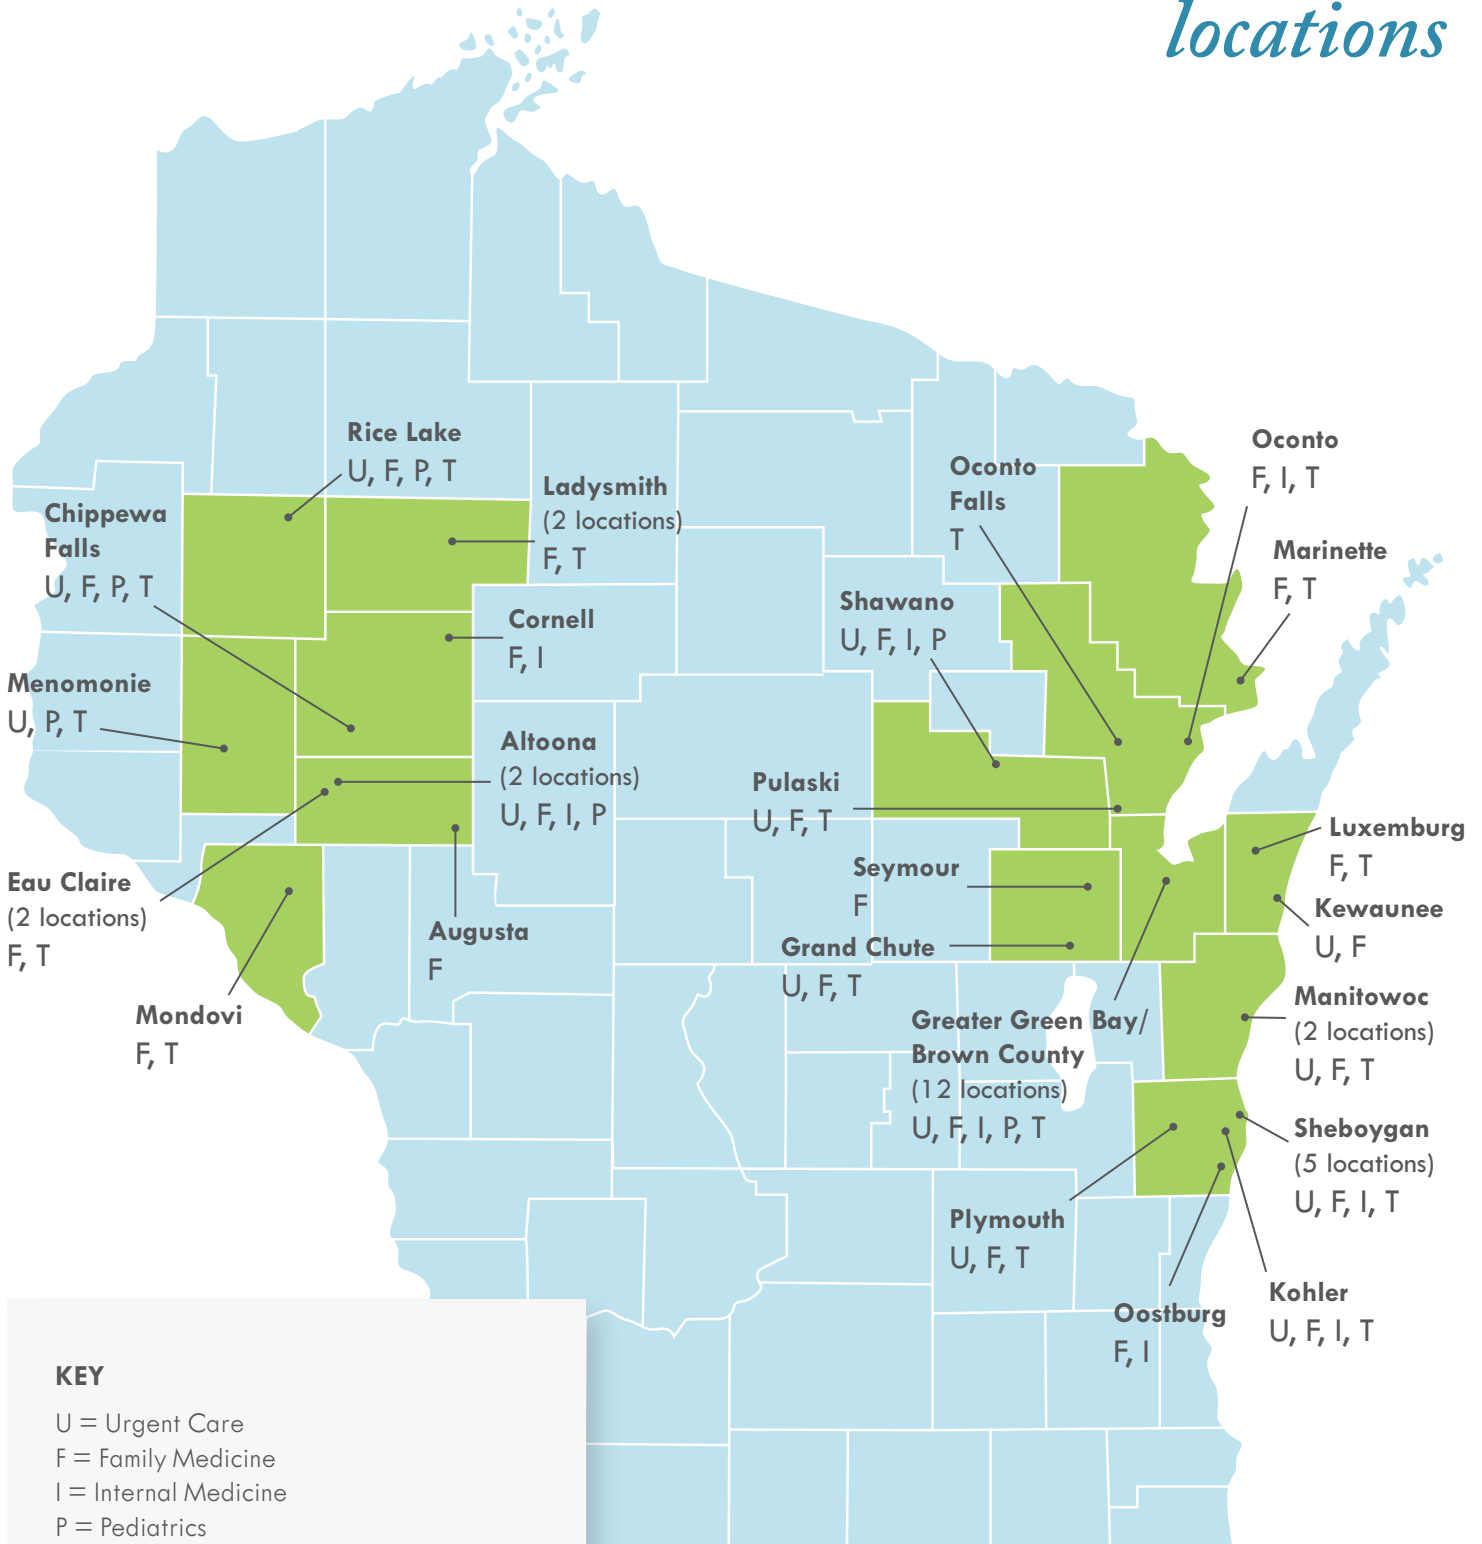 locations
Rice Lake
U, F, P, T
Ladysmith
(2 locations)
F, T
Chippewa
Falls
U, F, P, T
Cornell
F, I
Menomonie
U, P, T
Altoona
(2 locations)
U, F, I, P
Eau Claire
(2 locations)
F, T
Augusta
F
Mondovi
F, T
Oconto
Falls
T
Oconto
F, I, T
Marinette
F, T
Shawano
U, F, I, P
Pulaski
U, F, T
Seymour
F
Grand Chute
U, F, T
Luxemburg
F, T
Kewaunee
U, F
Greater Green Bay/
Brown County
(12 locations)
U, F, I, P, T
Manitowoc
(2 locations)
U, F, T
Sheboygan
(5 locations)
U, F, I, T
Plymouth
U, F, T
Oostburg
F, I
Kohler
U, F, I, T
KEY
U = Urgent Care
F = Family Medicine
I = Internal Medicine
P = Pediatrics